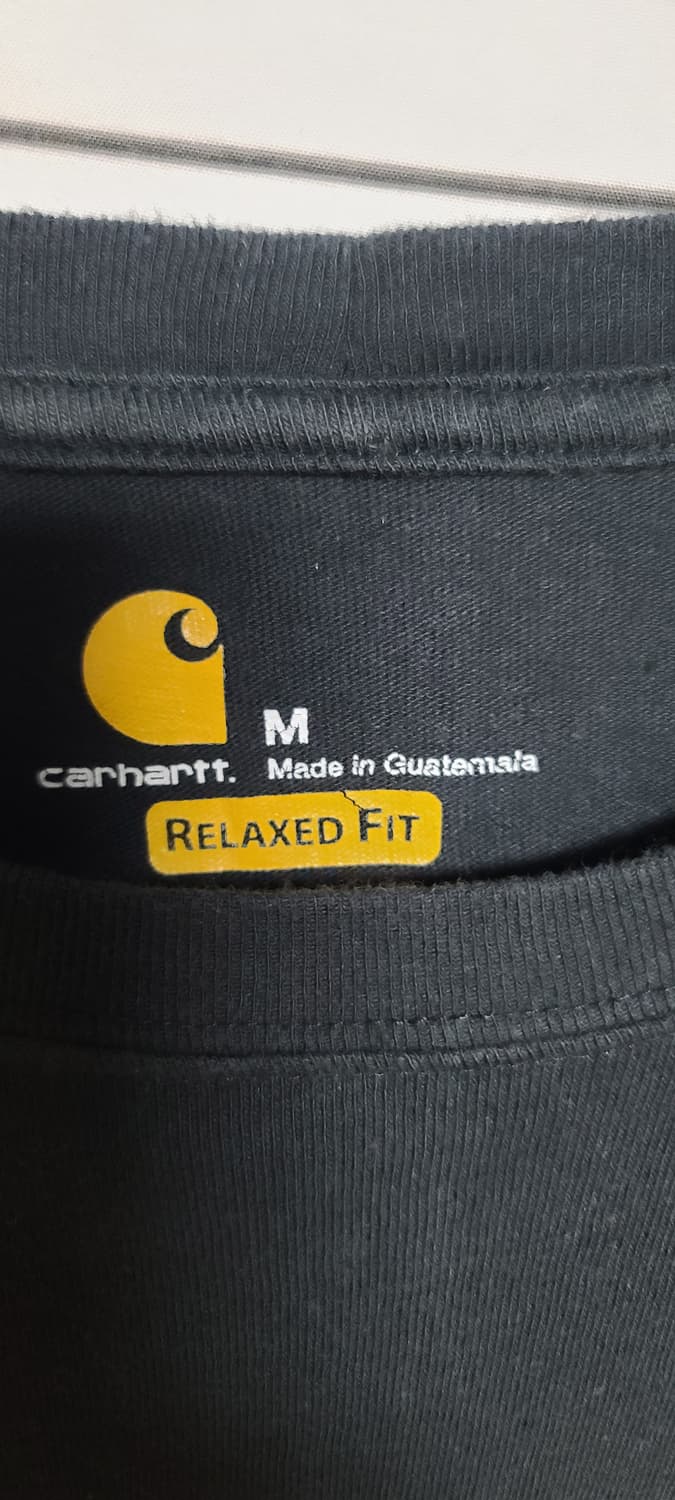 M
carhartt. Made in Guatemala
RELAXED FIT